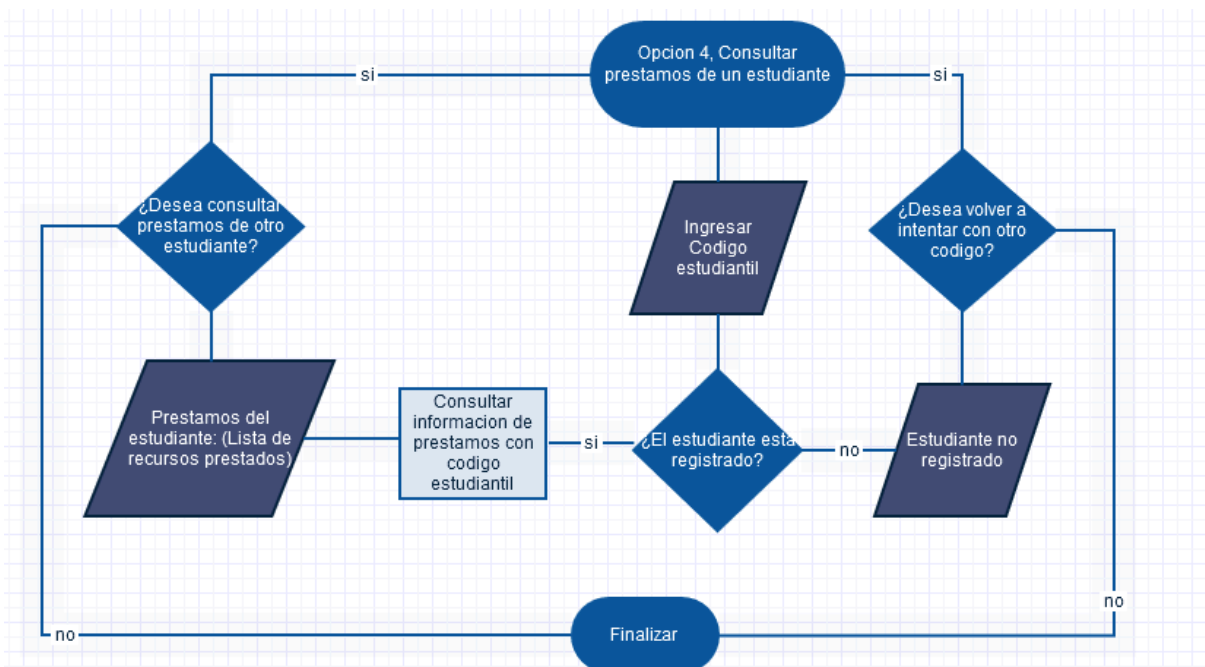 Opcion 4, Consultar
prestamos de un estudiante
si
si
¿Desea consultar
prestamos de otro
estudiante?
Ingresar
Codigo
estudiantil
¿Desea volver a
intentar con otro
codigo?
Prestamos del
estudiante: (Lista de
recursos prestados)
Consultar
informacion de
prestamos con
codigo
estudiantil
si
¿El estudiante esta
registrado?
no
Estudiante no
registrado
no
no
Finalizar